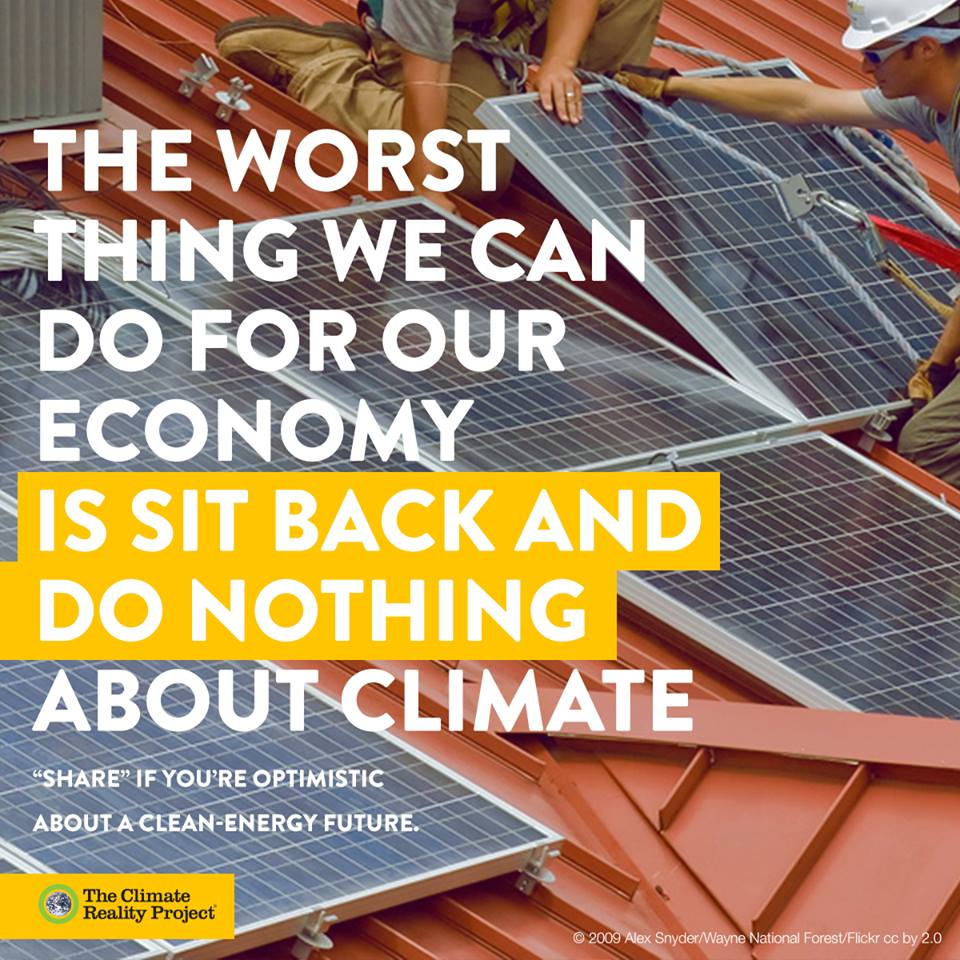 THE WORST
THING WE CAN
DO FOR OUR
ECONOMY
IS SIT BACK AND
DO NOTHING
ABOUT CLIMATE
“SHARE” IF YOU’RE OPTIMISTIC
ABOUT A CLEAN-ENERGY FUTURE.
The Climate
Reality Project®
© 2009 Alex Snyder/Wayne National Forest/Flickr cc by 2.0